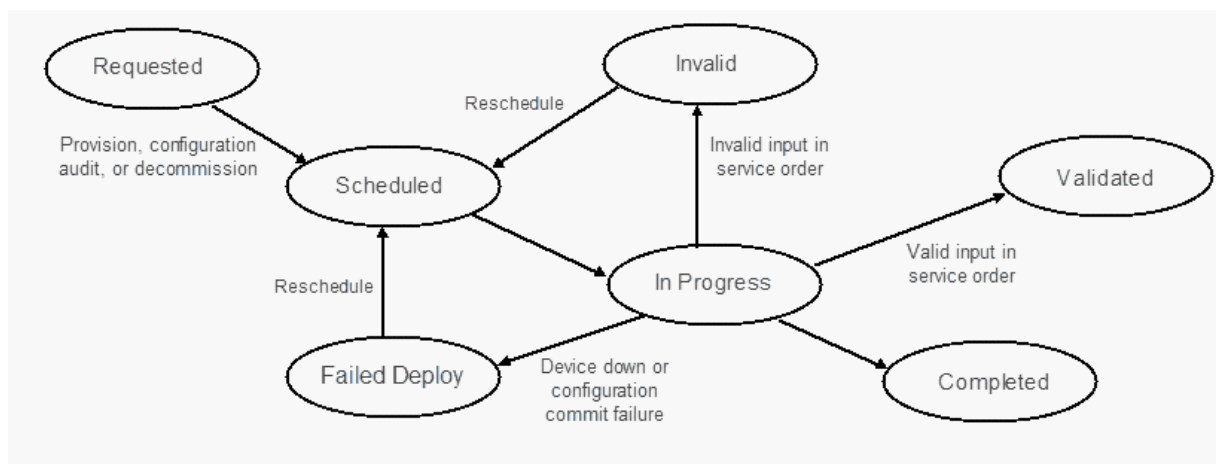 Requested
Invalid
Reschedule
Provision, configuration
audit, or decommission
Invalid input in
service order
Scheduled
Validated
Valid input in
service order
Reschedule
In Progress
Failed Deploy
Device down or
configuration
commit failure
Completed